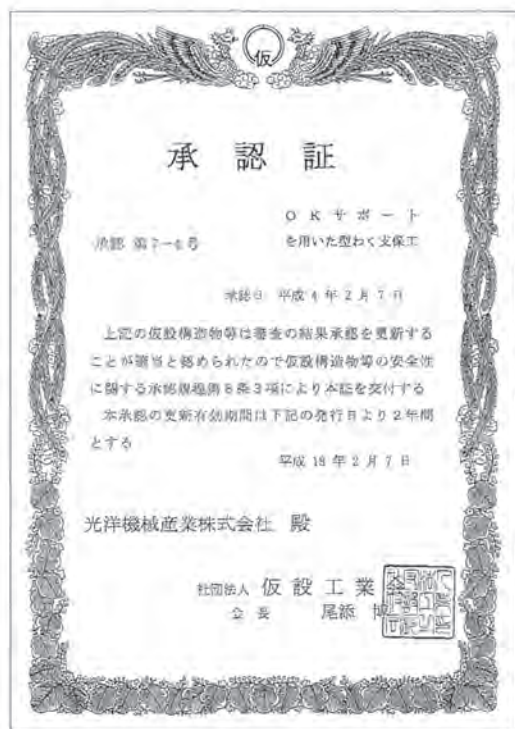 仮
承認証
OKサポート
を用いた型わく支保工
承認 第7-4号
承認日 平成4年2月7日
上記の仮設構造物等は審査の結果承認を更新する
ことが適当と認められたので仮設構造物等の安全性
に関する承認規程第8条3項により本証を交付する
本承認の更新有効期間は下記の発行日より2年間
とする
平成18年2月7日
光洋機械産業株式会社 殿
社団法人 仮設工業会
会長 尾添 博